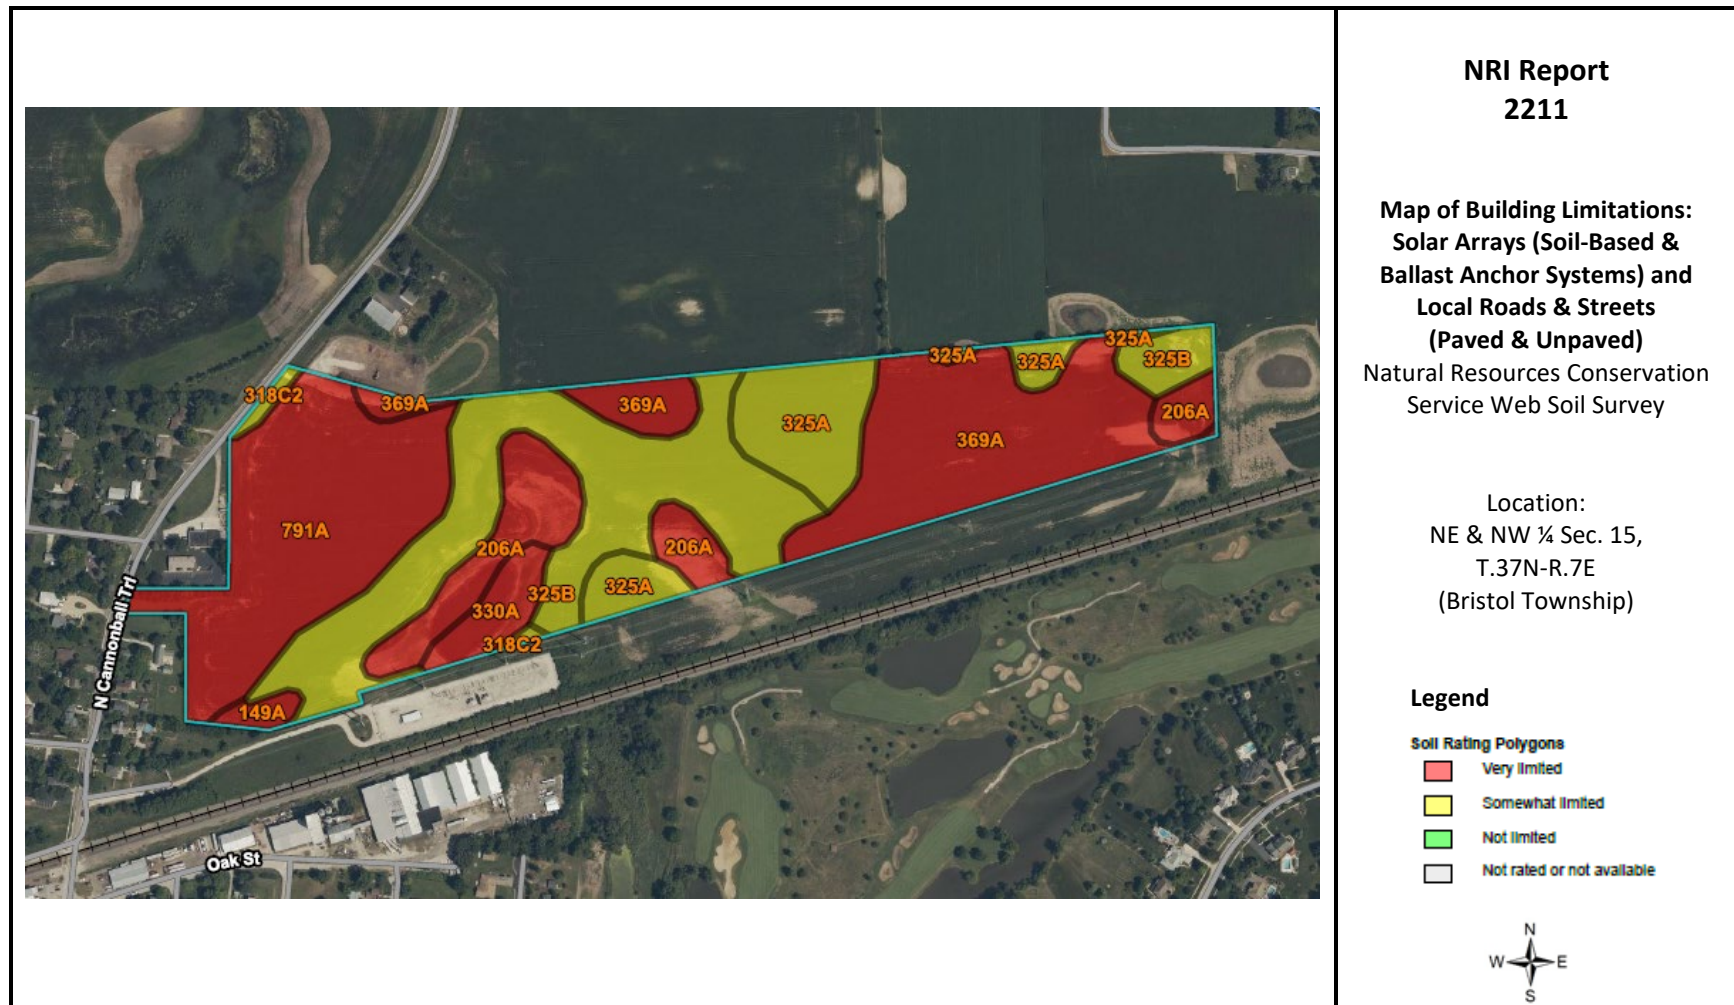 NRI Report
2211
Map of Building Limitations:
Solar Arrays (Soil-Based &
Ballast Anchor Systems) and
Local Roads & Streets
(Paved & Unpaved)
Natural Resources Conservation
Service Web Soil Survey
Location:
NE & NW ¼ Sec. 15,
T.37N-R.7E
(Bristol Township)
Legend
Soil Rating Polygons
Very limited
Somewhat limited
Not limited
Not rated or not available
N
W E
S
325A
325A
325A
325B
318C2
369A
369A
206A
325A
369A
791A
206A
206A
325A
325B
330A
318C2
149A
N Cannonball Trl
Oak St